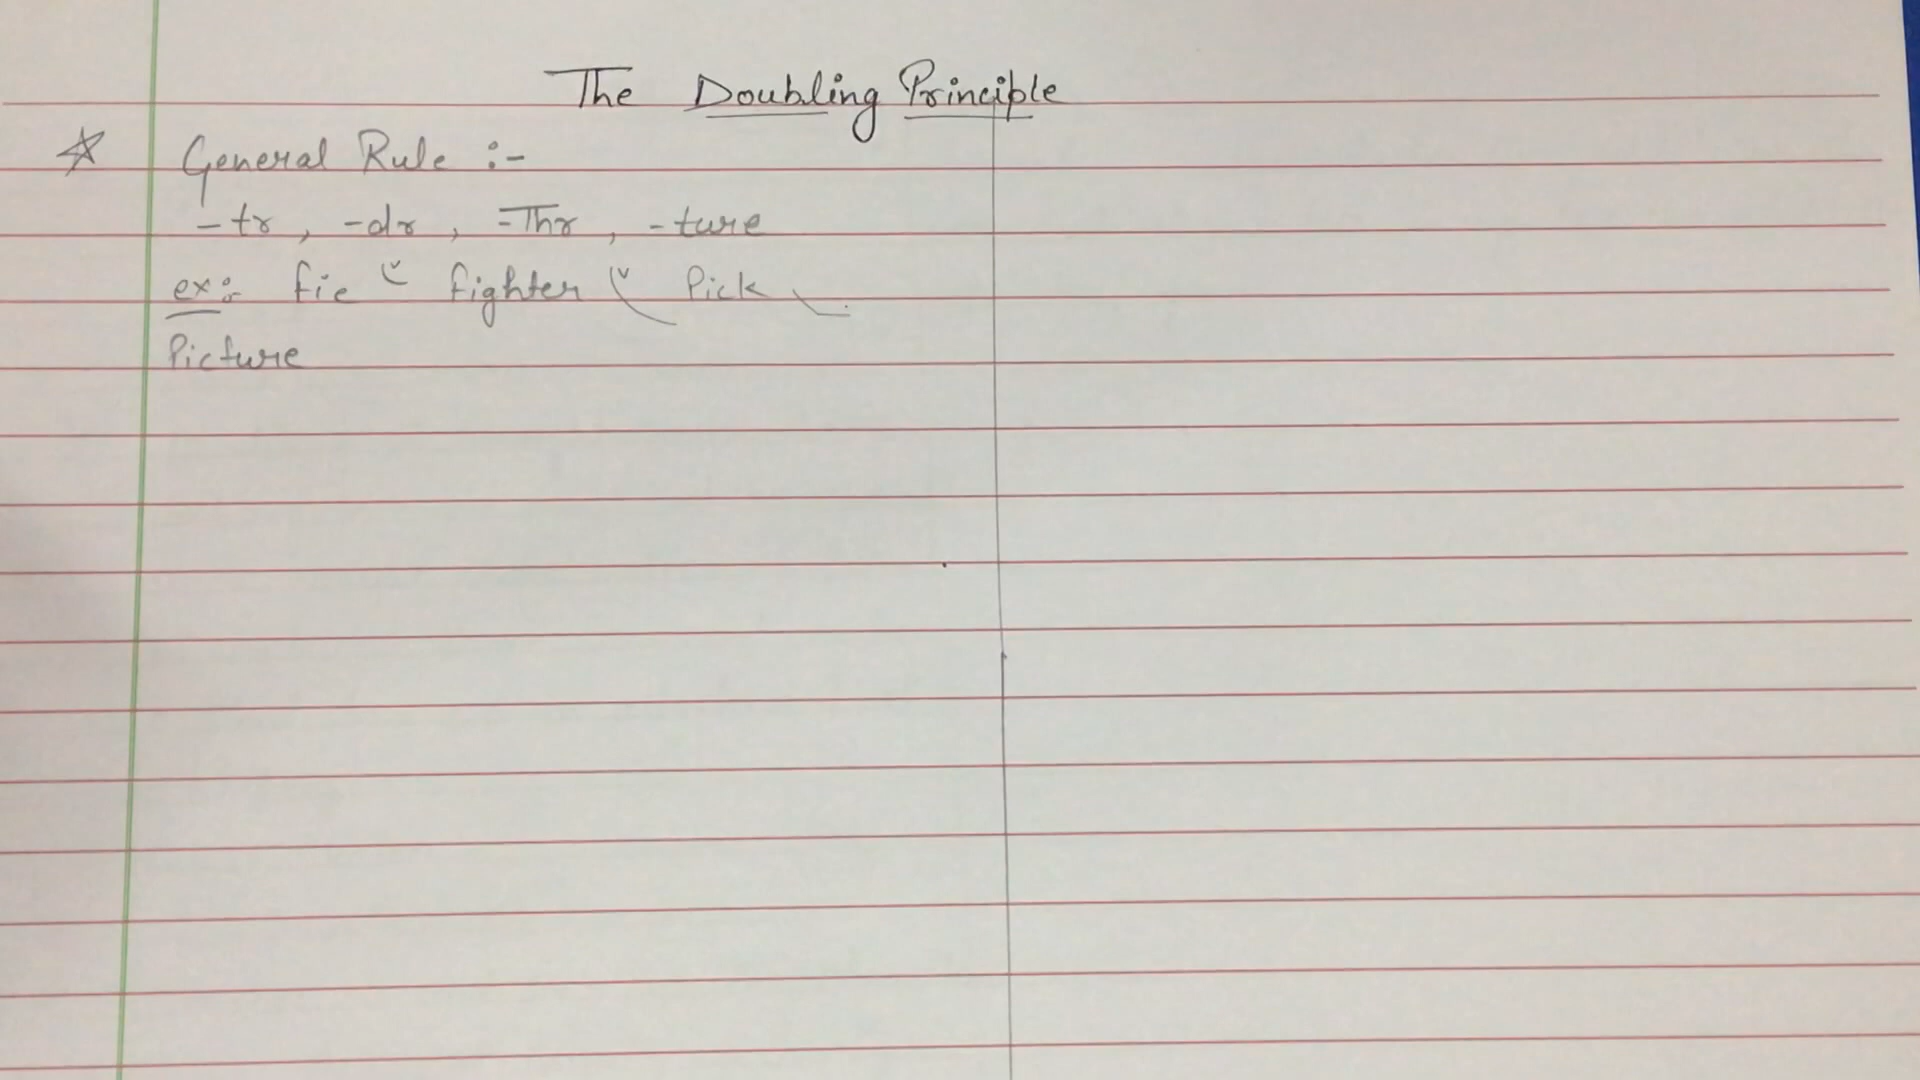 The Doubling Principle
☆ General Rule :-
-tr, -dr, -Thr, -ture
ex:- fie fighter Pick
Picture